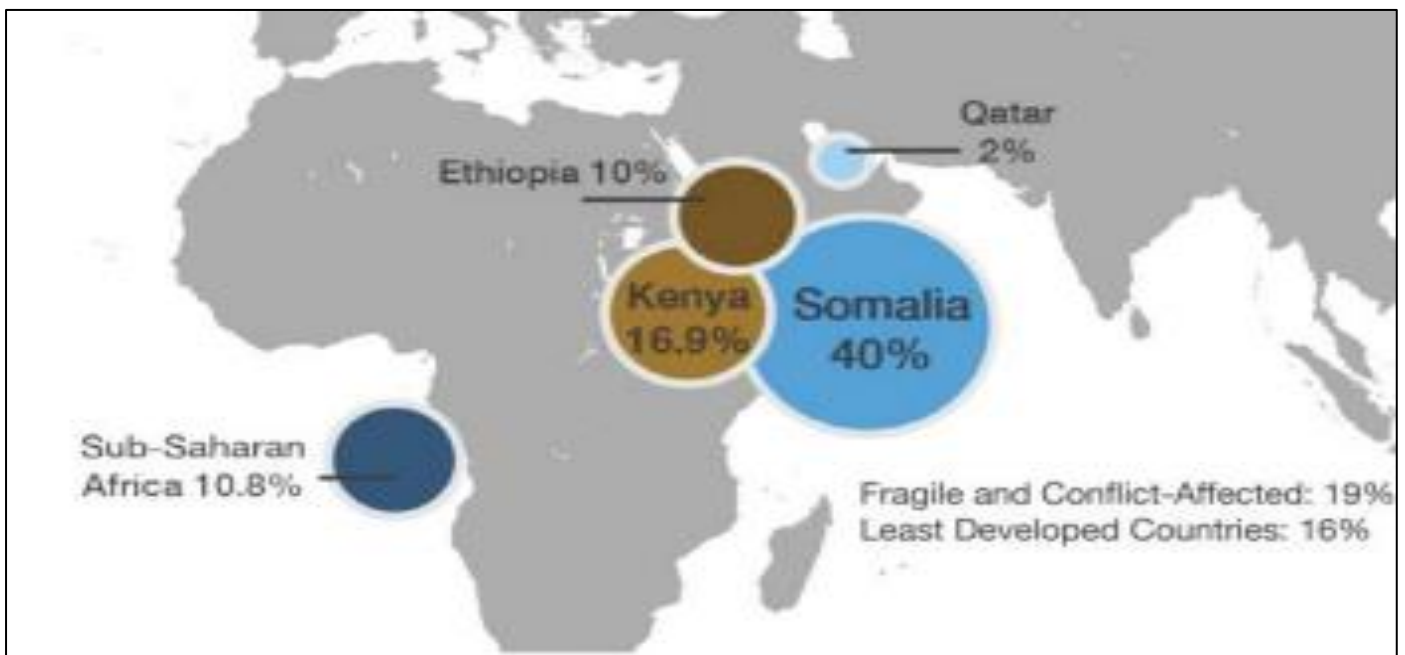 Qatar
2%
Ethiopia 10%
Kenya
16.9%
Somalia
40%
Sub-Saharan
Africa 10.8%
Fragile and Conflict-Affected: 19%
Least Developed Countries: 16%